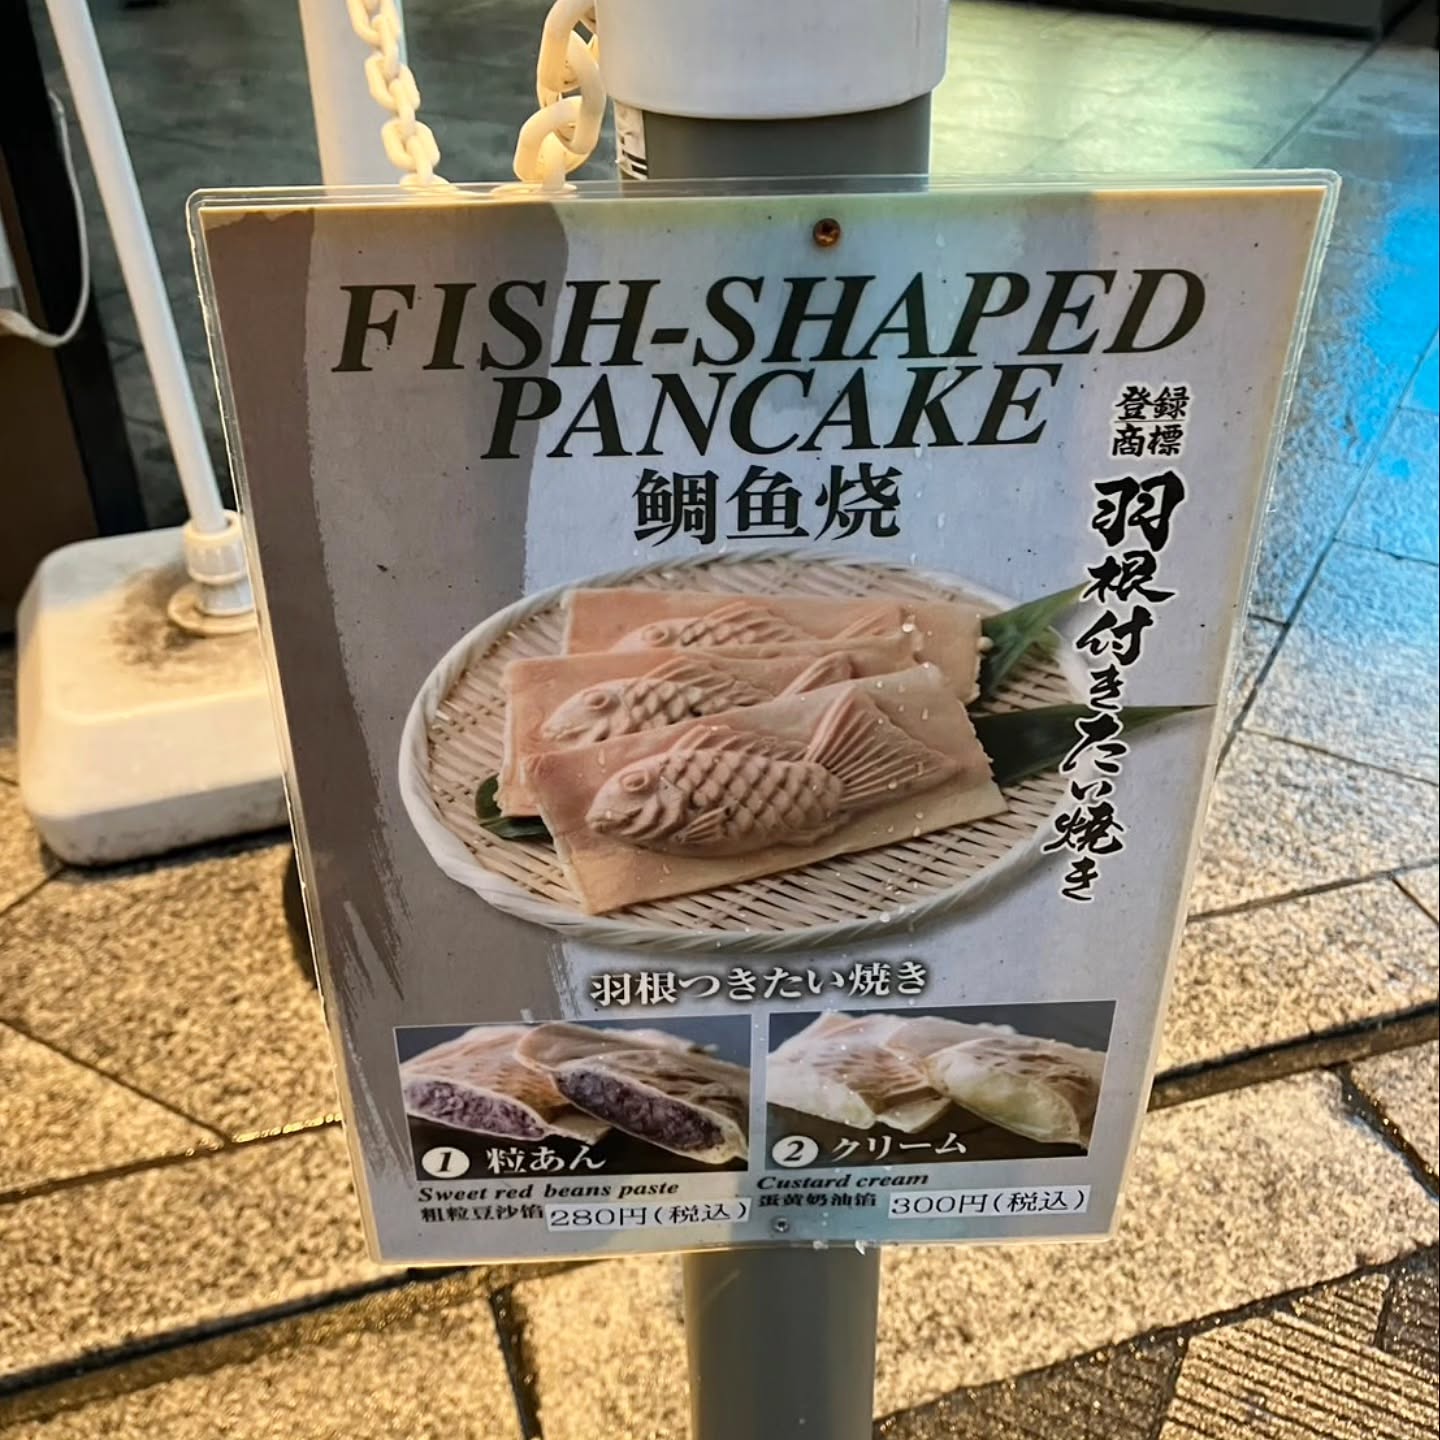 FISH-SHAPED
PANCAKE
鲷鱼烧
登録
商標
羽根付きたい焼き
羽根つきたい焼き
1 粒あん
Sweet red beans paste
粗粒豆沙馅 280円(税込)
2 クリーム
Custard cream
蛋黄奶油馅 300円(税込)